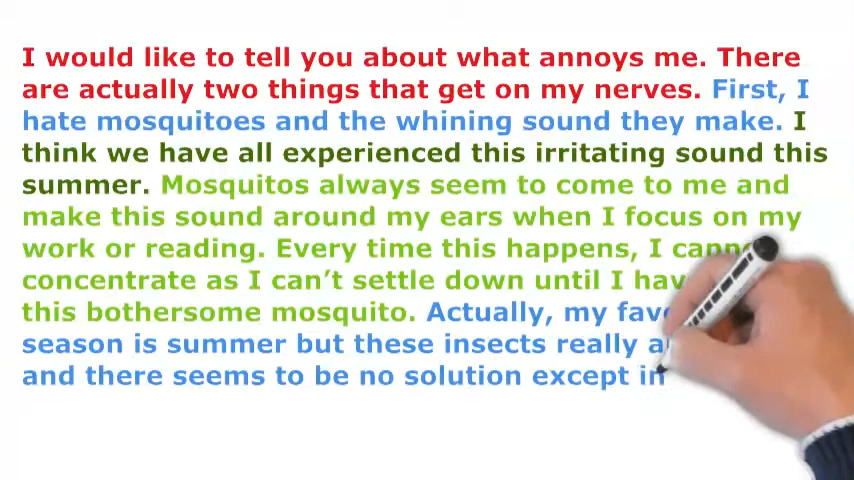 I would like to tell you about what annoys me. There
are actually two things that get on my nerves. First, I
hate mosquitoes and the whining sound they make. I
think we have all experienced this irritating sound this
summer. Mosquitos always seem to come to me and
make this sound around my ears when I focus on my
work or reading. Every time this happens, I
concentrate as I can’t settle down until I
this bothersome mosquito. Actually, my
season is summer but these insects really
and there seems to be no solution except in